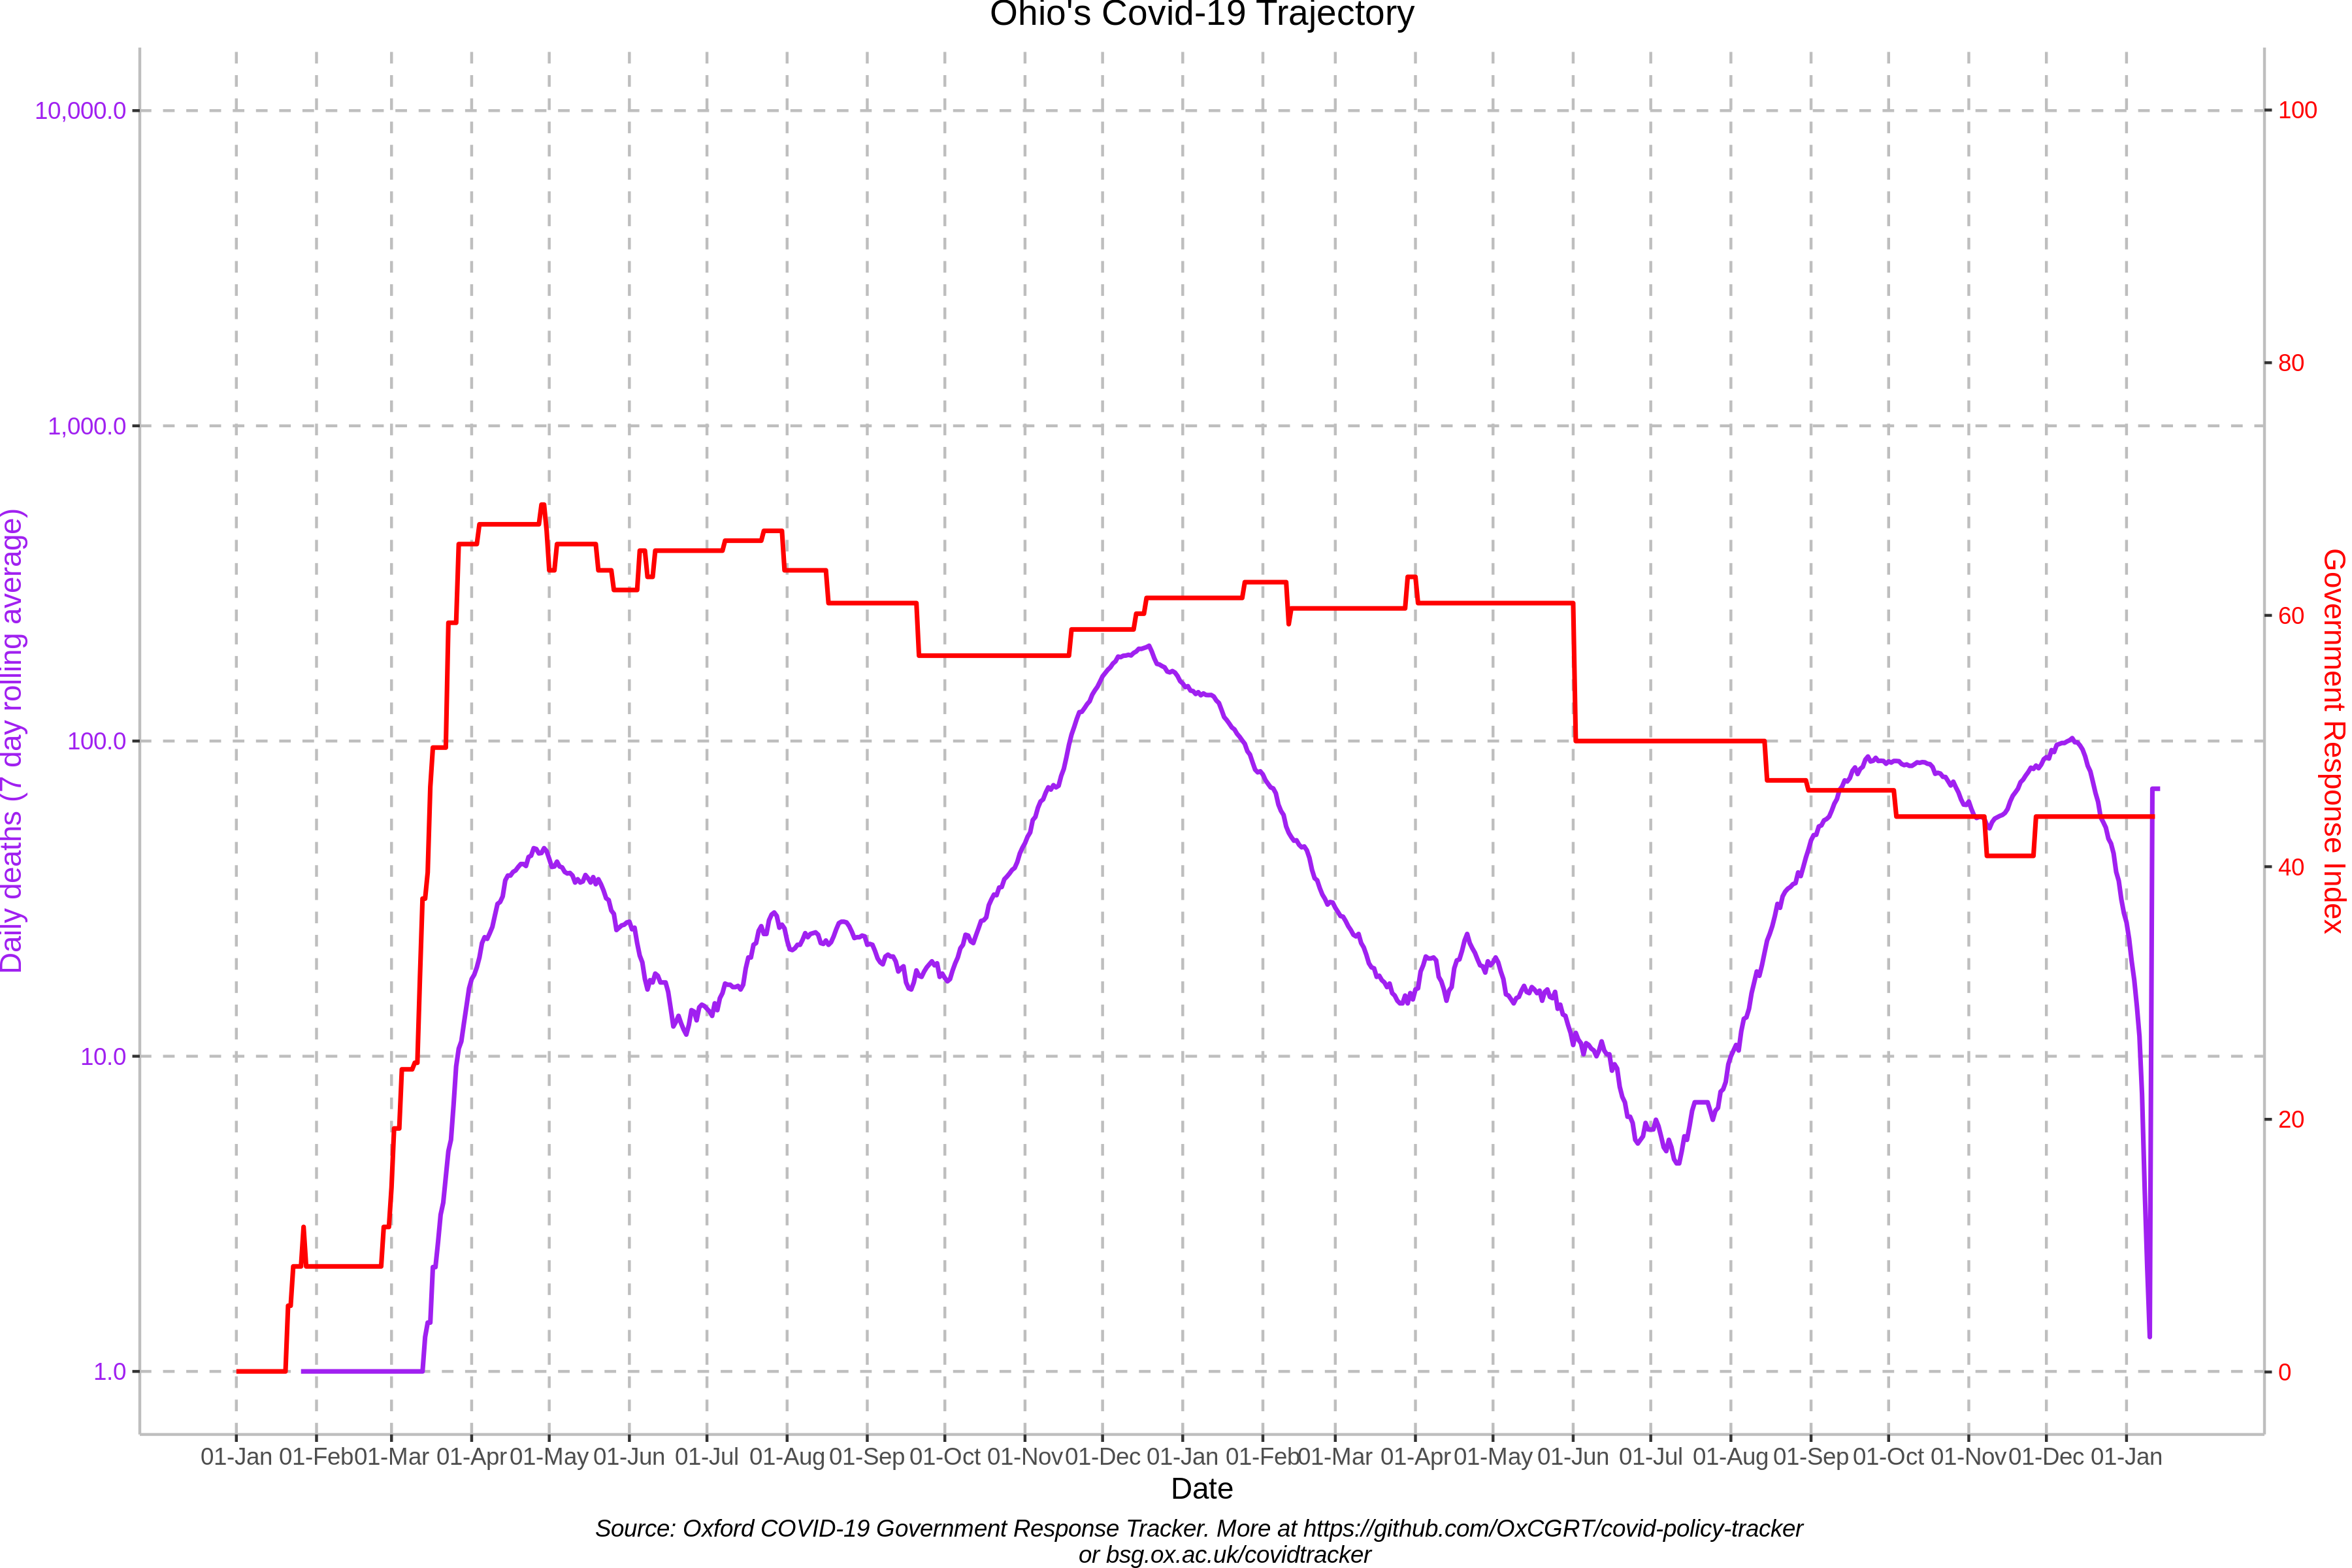 Ohio's Covid-19 Trajectory
10,000.0
1,000.0
100.0
10.0
1.0
Daily deaths (7 day rolling average)
100
80
60
40
20
0
Government Response Index
01-Jan 01-Feb 01-Mar 01-Apr 01-May 01-Jun 01-Jul 01-Aug 01-Sep 01-Oct 01-Nov 01-Dec 01-Jan 01-Feb 01-Mar 01-Apr 01-May 01-Jun 01-Jul 01-Aug 01-Sep 01-Oct 01-Nov 01-Dec 01-Jan
Date
Source: Oxford COVID-19 Government Response Tracker. More at https://github.com/OxCGRT/covid-policy-tracker
or bsg.ox.ac.uk/covidtracker